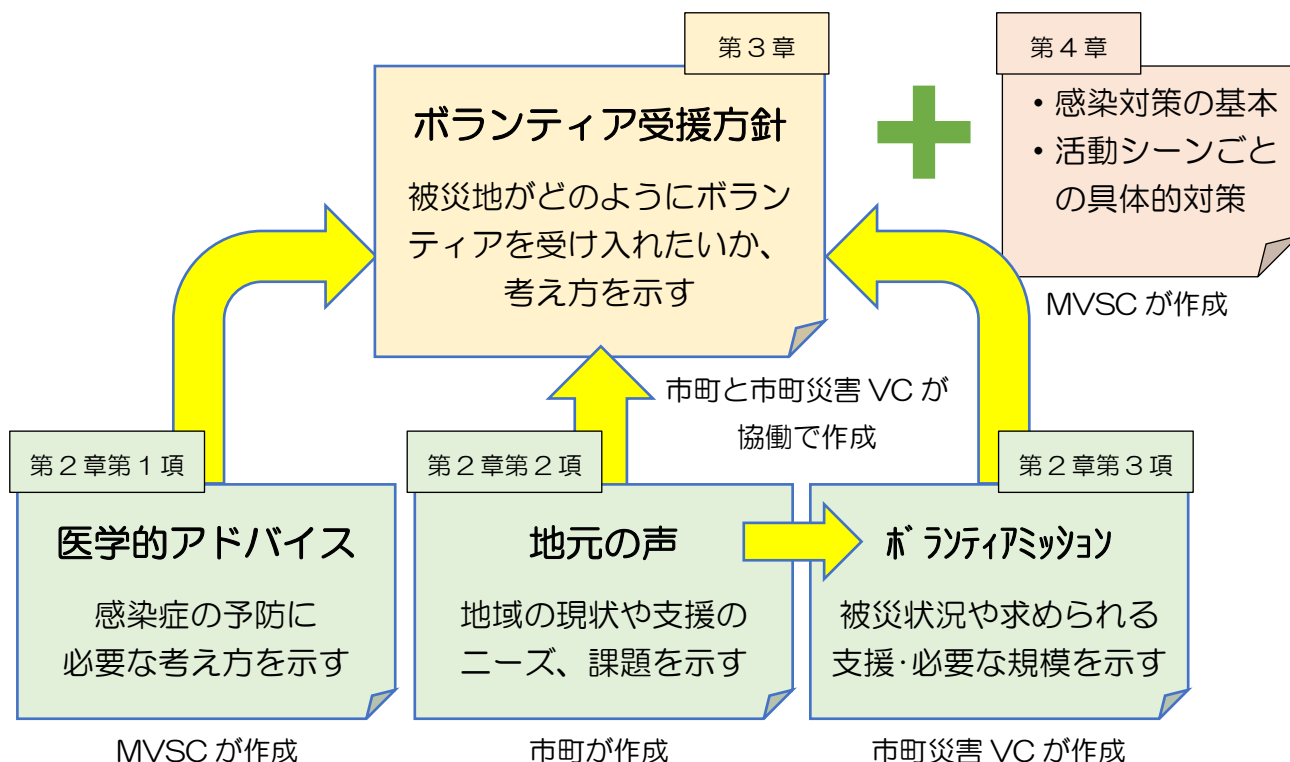 第３章
ボランティア受援方針
被災地がどのようにボラン
ティアを受け入れたいか、
考え方を示す
第４章
・感染対策の基本
・活動シーンごと
の具体的対策
MVSC が作成
市町と市町災害 VC が
協働で作成
第２章第１項
医学的アドバイス
感染症の予防に
必要な考え方を示す
MVSC が作成
第２章第２項
地元の声
地域の現状や支援の
ニーズ、課題を示す
市町が作成
第２章第３項
ﾎﾞﾗﾝﾃｨｱﾐｯｼｮﾝ
被災状況や求められる
支援･必要な規模を示す
市町災害 VC が作成